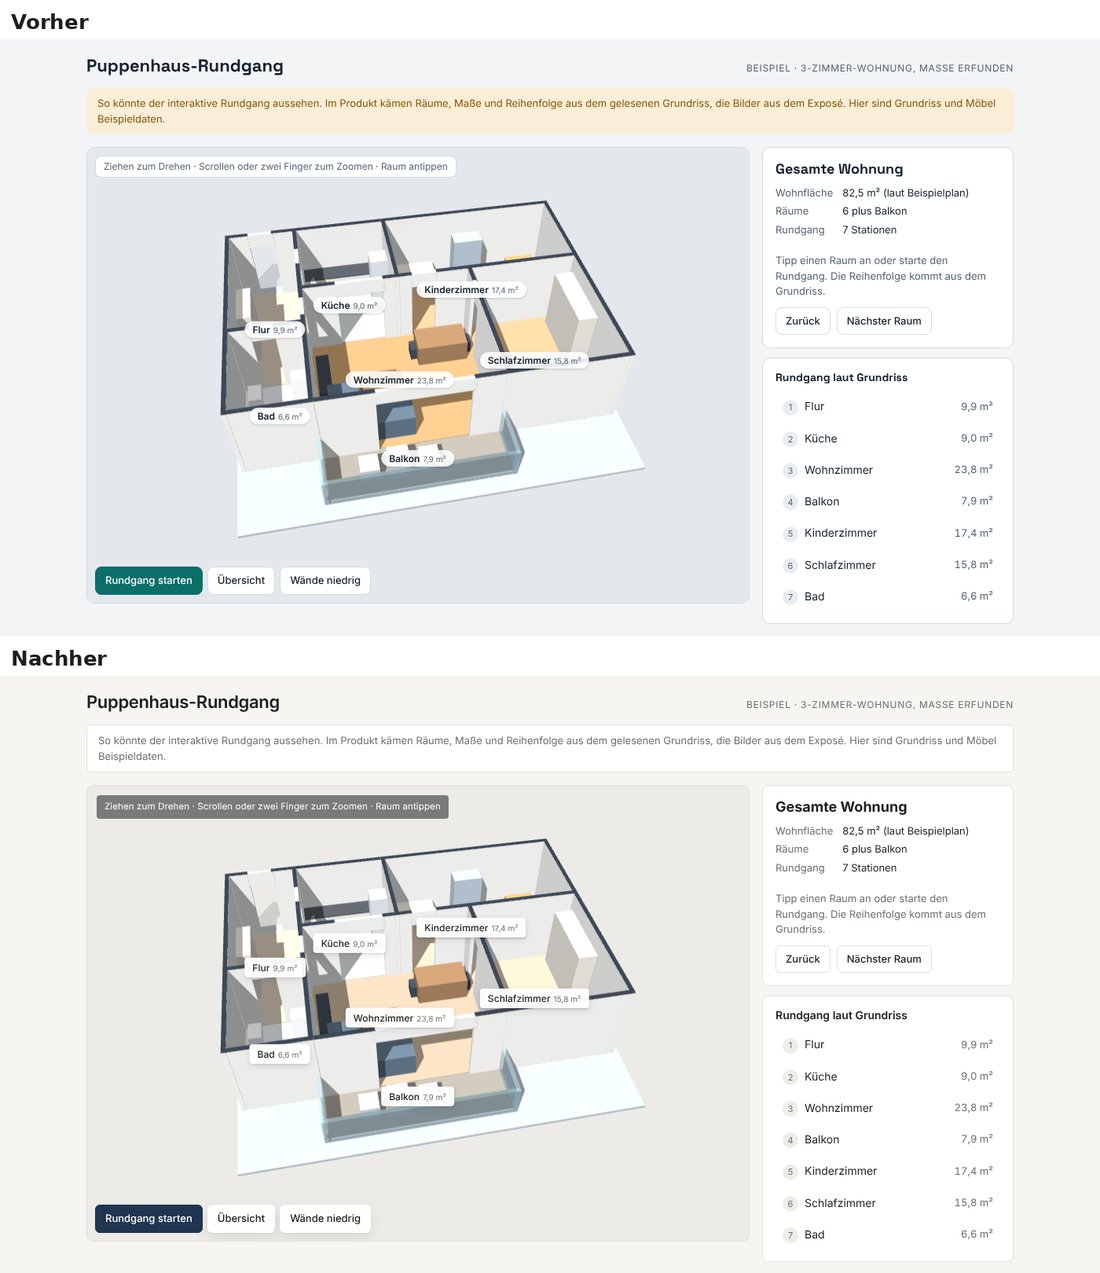 Vorher
Puppenhaus-Rundgang
BEISPIEL · 3-ZIMMER-WOHNUNG, MASSE ERFUNDEN
So könnte der interaktive Rundgang aussehen. Im Produkt kämen Räume, Maße und Reihenfolge aus dem gelesenen Grundriss, die Bilder aus dem Exposé. Hier sind Grundriss und Möbel
Beispieldaten.
Ziehen zum Drehen · Scrollen oder zwei Finger zum Zoomen · Raum antippen
Kinderzimmer 17,4 m²
Küche 9,0 m²
Flur 9,9 m²
Schlafzimmer 15,8 m²
Wohnzimmer 23,8 m²
Bad 6,6 m²
Balkon 7,9 m²
Rundgang starten
Übersicht
Wände niedrig
Gesamte Wohnung
Wohnfläche 82,5 m² (laut Beispielplan)
Räume 6 plus Balkon
Rundgang 7 Stationen
Tipp einen Raum an oder starte den
Rundgang. Die Reihenfolge kommt aus dem
Grundriss.
Zurück
Nächster Raum
Rundgang laut Grundriss
1 Flur 9,9 m²
2 Küche 9,0 m²
3 Wohnzimmer 23,8 m²
4 Balkon 7,9 m²
5 Kinderzimmer 17,4 m²
6 Schlafzimmer 15,8 m²
7 Bad 6,6 m²
Nachher
Puppenhaus-Rundgang
BEISPIEL · 3-ZIMMER-WOHNUNG, MASSE ERFUNDEN
So könnte der interaktive Rundgang aussehen. Im Produkt kämen Räume, Maße und Reihenfolge aus dem gelesenen Grundriss, die Bilder aus dem Exposé. Hier sind Grundriss und Möbel
Beispieldaten.
Ziehen zum Drehen · Scrollen oder zwei Finger zum Zoomen · Raum antippen
Kinderzimmer 17,4 m²
Küche 9,0 m²
Flur 9,9 m²
Schlafzimmer 15,8 m²
Wohnzimmer 23,8 m²
Bad 6,6 m²
Balkon 7,9 m²
Rundgang starten
Übersicht
Wände niedrig
Gesamte Wohnung
Wohnfläche 82,5 m² (laut Beispielplan)
Räume 6 plus Balkon
Rundgang 7 Stationen
Tipp einen Raum an oder starte den
Rundgang. Die Reihenfolge kommt aus dem
Grundriss.
Zurück
Nächster Raum
Rundgang laut Grundriss
1 Flur 9,9 m²
2 Küche 9,0 m²
3 Wohnzimmer 23,8 m²
4 Balkon 7,9 m²
5 Kinderzimmer 17,4 m²
6 Schlafzimmer 15,8 m²
7 Bad 6,6 m²